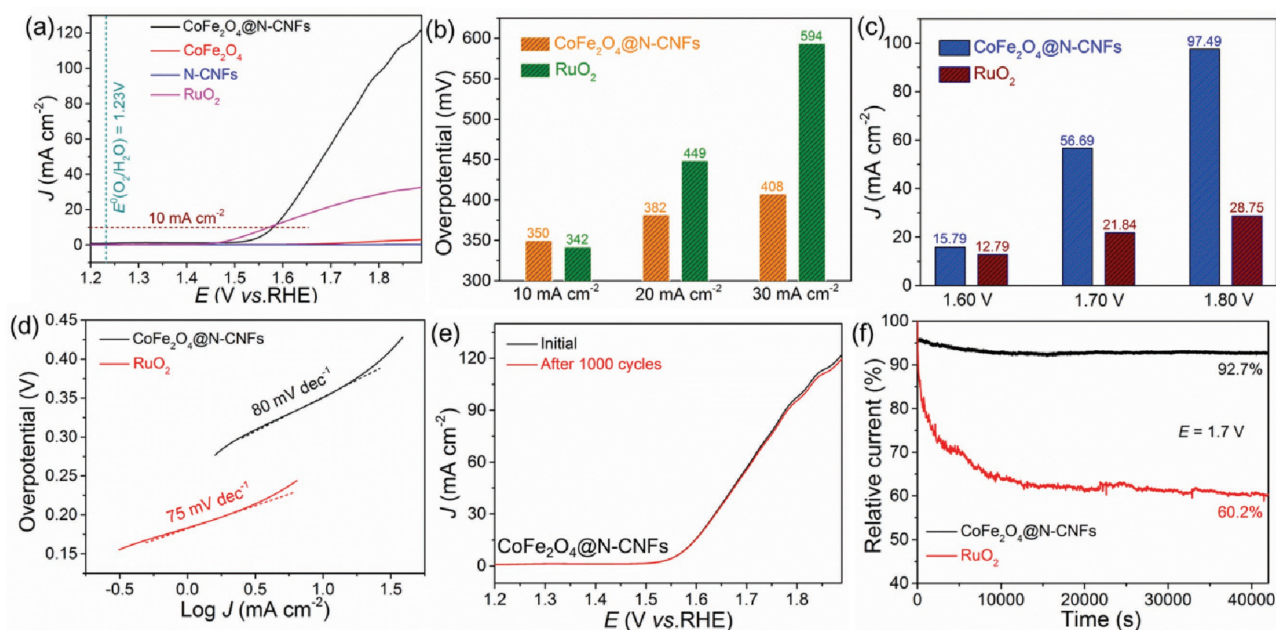 (a)
CoFe₂O₄@N-CNFs
CoFe₂O₄
N-CNFs
RuO₂
E⁰(O₂/H₂O) = 1.23V
10 mA cm⁻²
J (mA cm⁻²)
120
100
80
60
40
20
0
1.2 1.3 1.4 1.5 1.6 1.7 1.8
E (V vs.RHE)
(b)
CoFe₂O₄@N-CNFs
RuO₂
Overpotential (mV)
600
550
500
450
400
350
300
350 342
382 449
408 594
10 mA cm⁻² 20 mA cm⁻² 30 mA cm⁻²
(c)
CoFe₂O₄@N-CNFs
RuO₂
J (mA cm⁻²)
100
80
60
40
20
0
15.79 12.79
56.69 21.84
97.49 28.75
1.60 V 1.70 V 1.80 V
(d)
CoFe₂O₄@N-CNFs
RuO₂
80 mV dec⁻¹
75 mV dec⁻¹
Overpotential (V)
0.45
0.40
0.35
0.30
0.25
0.20
0.15
-0.5 0.0 0.5 1.0 1.5
Log J (mA cm⁻²)
(e)
Initial
After 1000 cycles
J (mA cm⁻²)
120
90
60
30
0
CoFe₂O₄@N-CNFs
1.2 1.3 1.4 1.5 1.6 1.7 1.8
E (V vs.RHE)
(f)
Relative current (%)
100
90
80
70
60
50
40
92.7%
E = 1.7 V
60.2%
CoFe₂O₄@N-CNFs
RuO₂
0 10000 20000 30000 40000
Time (s)